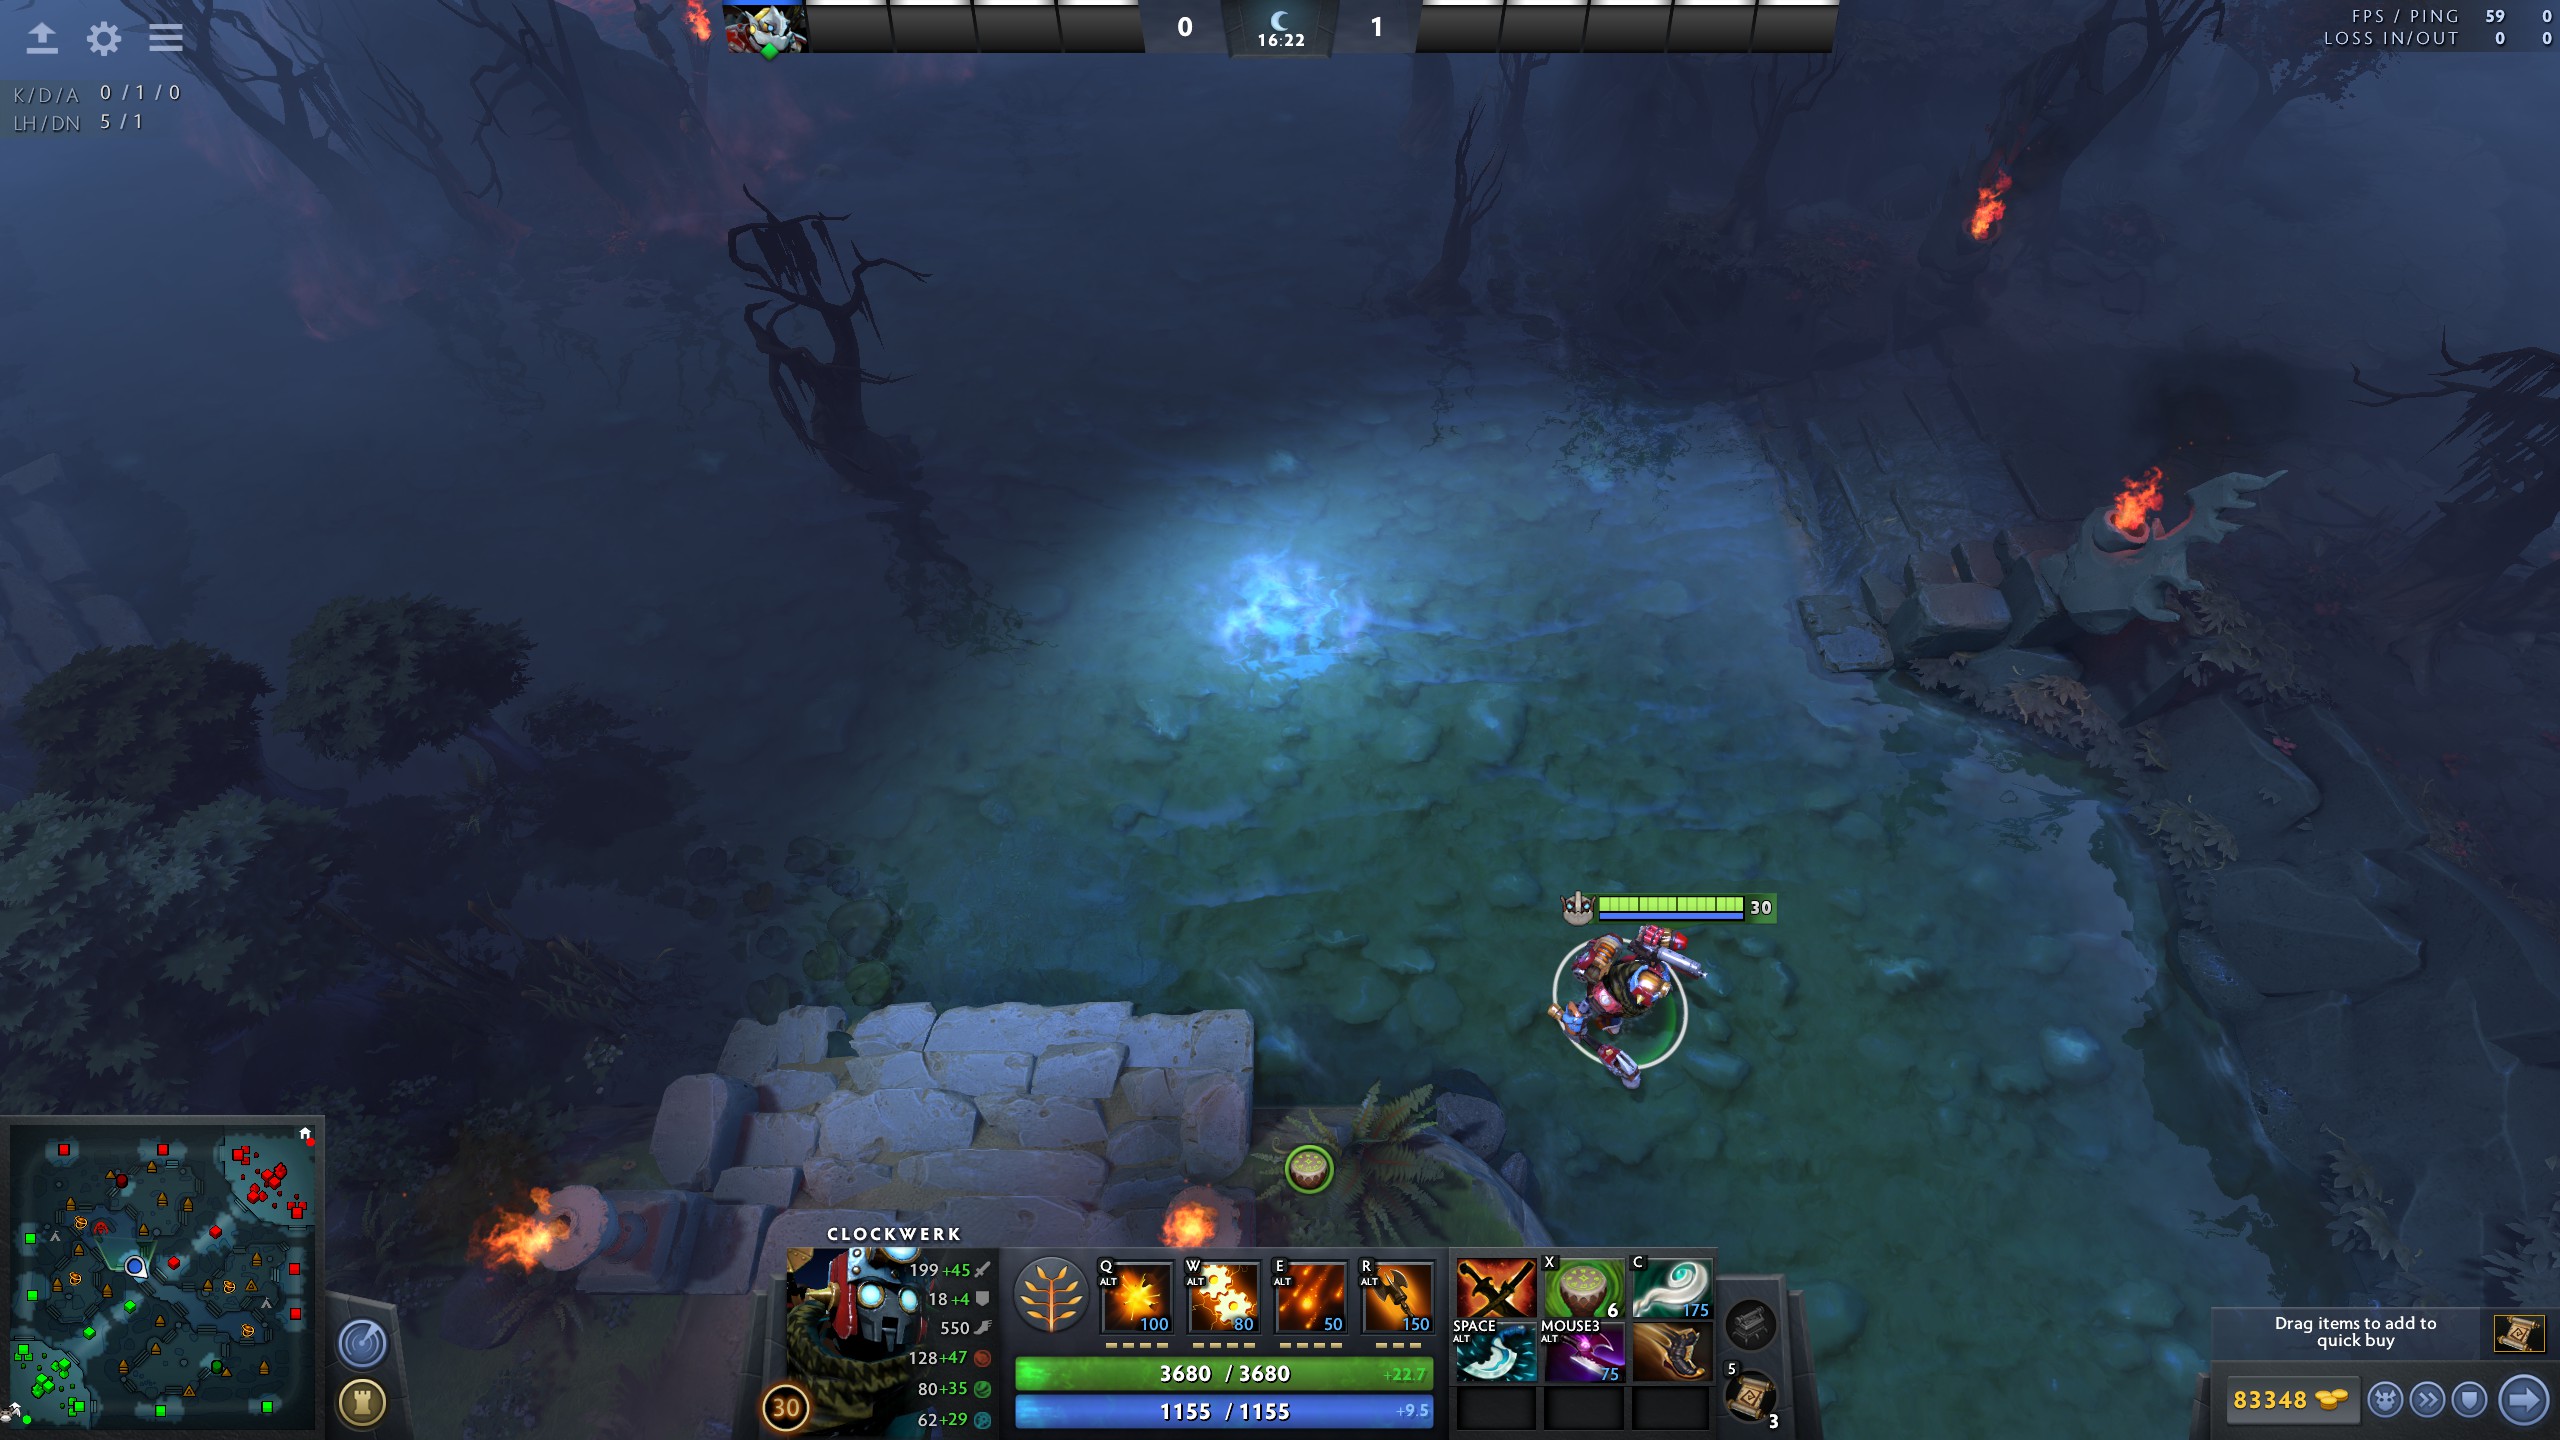 0
16:22
1
FPS / PING 59 0
LOSS IN/OUT 0 0
K/D/A 0 / 1 / 0
LH/DN 5 / 1
30
CLOCKWERK
199 +45
18 +4
550
128 +47
80 +35
62 +29
30
Q ALT 100
W ALT 80
E ALT 50
R ALT 150
3680 / 3680 +22.7
1155 / 1155 +9.5
X 6
C 175
SPACE ALT
MOUSE3 ALT 75
5
3
Drag items to add to
quick buy
83348